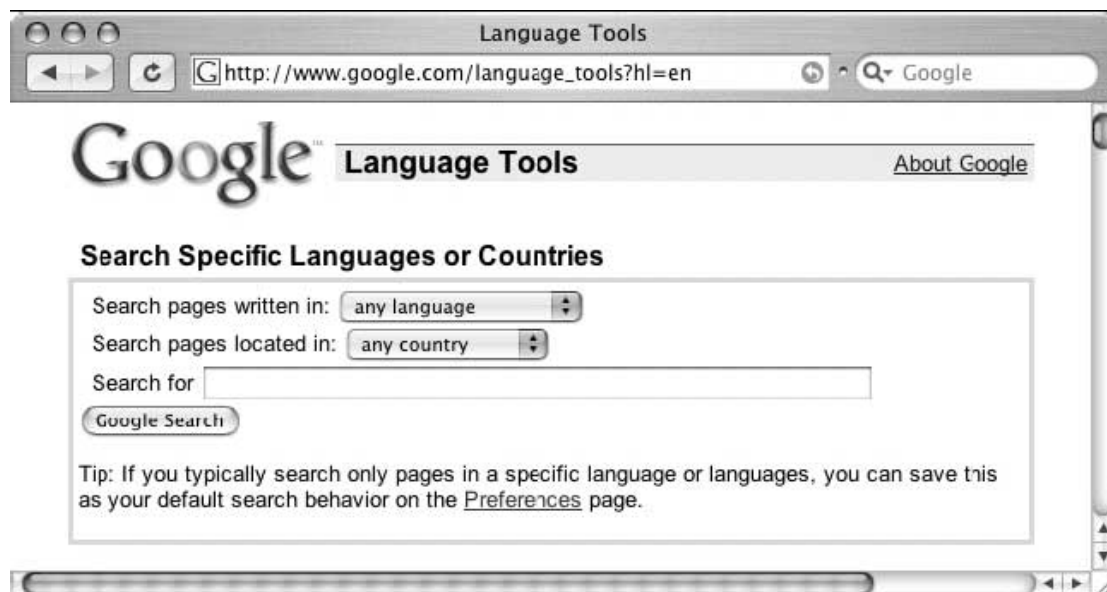 Language Tools
G http://www.google.com/language_tools?hl=en Google
Google™ Language Tools About Google
Search Specific Languages or Countries
Search pages written in: any language
Search pages located in: any country
Search for
Google Search
Tip: If you typically search only pages in a specific language or languages, you can save this
as your default search behavior on the Preferences page.